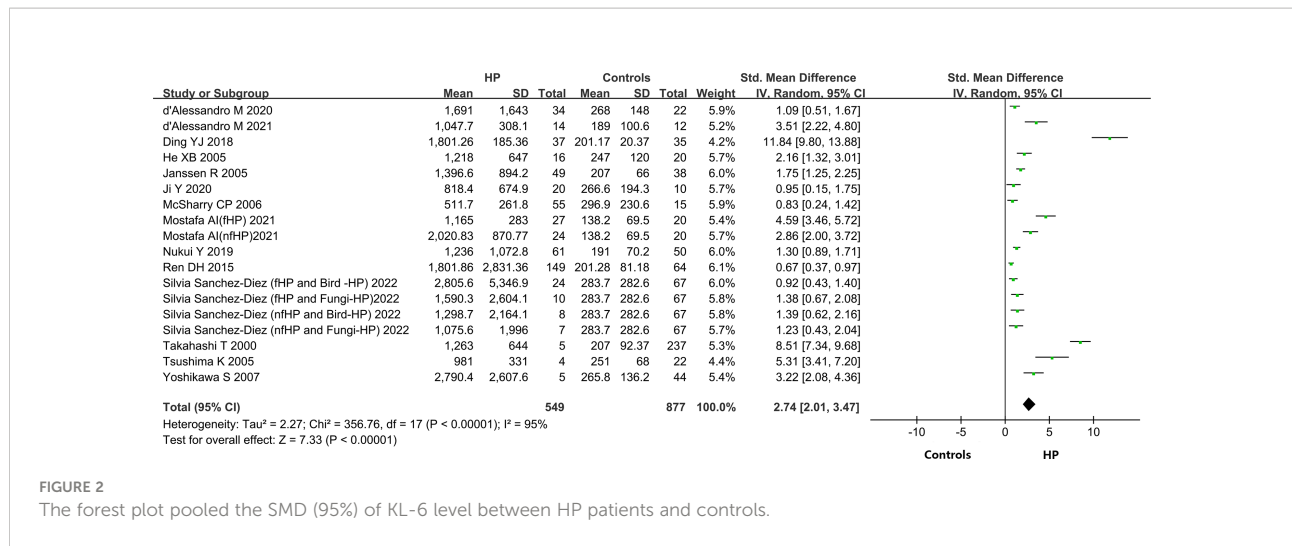 HP Controls Std. Mean Difference Std. Mean Difference
Study or Subgroup Mean SD Total Mean SD Total Weight IV, Random, 95% CI IV, Random, 95% CI
d'Alessandro M 2020 1,691 1,643 34 268 148 22 5.9% 1.09 [0.51, 1.67]
d'Alessandro M 2021 1,047.7 308.1 14 189 100.6 12 5.2% 3.51 [2.22, 4.80]
Ding YJ 2018 1,801.26 185.36 37 201.17 20.37 35 4.2% 11.84 [9.80, 13.88]
He XB 2005 1,218 647 16 247 120 20 5.7% 2.16 [1.32, 3.01]
Janssen R 2005 1,396.6 894.2 49 207 66 38 6.0% 1.75 [1.25, 2.25]
Ji Y 2020 818.4 674.9 20 266.6 194.3 10 5.8% 0.95 [0.15, 1.75]
McSharry CP 2006 511.7 261.8 55 296.9 230.6 15 5.9% 0.83 [0.24, 1.42]
Mostafa AI(fHP) 2021 1,165 283 27 138.2 69.5 20 5.4% 4.59 [3.46, 5.72]
Mostafa AI(nfHP)2021 2,020.83 870.77 24 138.2 69.5 20 5.7% 2.86 [2.00, 3.72]
Nukui Y 2019 1,236 1,072.8 61 191 70.2 50 6.0% 1.30 [0.89, 1.71]
Ren DH 2015 1,801.86 2,831.36 149 201.28 81.18 64 6.1% 0.67 [0.37, 0.97]
Silvia Sanchez-Diez (fHP and Bird -HP) 2022 2,805.6 5,346.9 24 283.7 282.6 67 6.0% 0.92 [0.43, 1.40]
Silvia Sanchez-Diez (fHP and Fungi-HP)2022 1,590.3 2,604.1 10 283.7 282.6 67 5.8% 1.38 [0.67, 2.08]
Silvia Sanchez-Diez (nfHP and Bird-HP) 2022 1,298.7 2,164.1 8 283.7 282.6 67 5.8% 1.39 [0.62, 2.16]
Silvia Sanchez-Diez (nfHP and Fungi-HP) 2022 1,075.6 1,996 7 283.7 282.6 67 5.8% 1.23 [0.43, 2.04]
Takahashi T 2000 1,263 644 5 207 92.37 237 5.3% 8.51 [7.34, 9.68]
Tsushima K 2005 981 331 4 251 68 22 4.4% 5.31 [3.41, 7.20]
Yoshikawa S 2007 2,790.4 2,607.6 5 265.8 136.2 44 5.4% 3.22 [2.08, 4.36]
Total (95% CI) 549 877 100.0% 2.74 [2.01, 3.47]
Heterogeneity: Tau² = 2.27; Chi² = 356.76, df = 17 (P < 0.00001); I² = 95%
Test for overall effect: Z = 7.33 (P < 0.00001)
-10 -5 0 5 10
Controls HP
FIGURE 2
The forest plot pooled the SMD (95%) of KL-6 level between HP patients and controls.